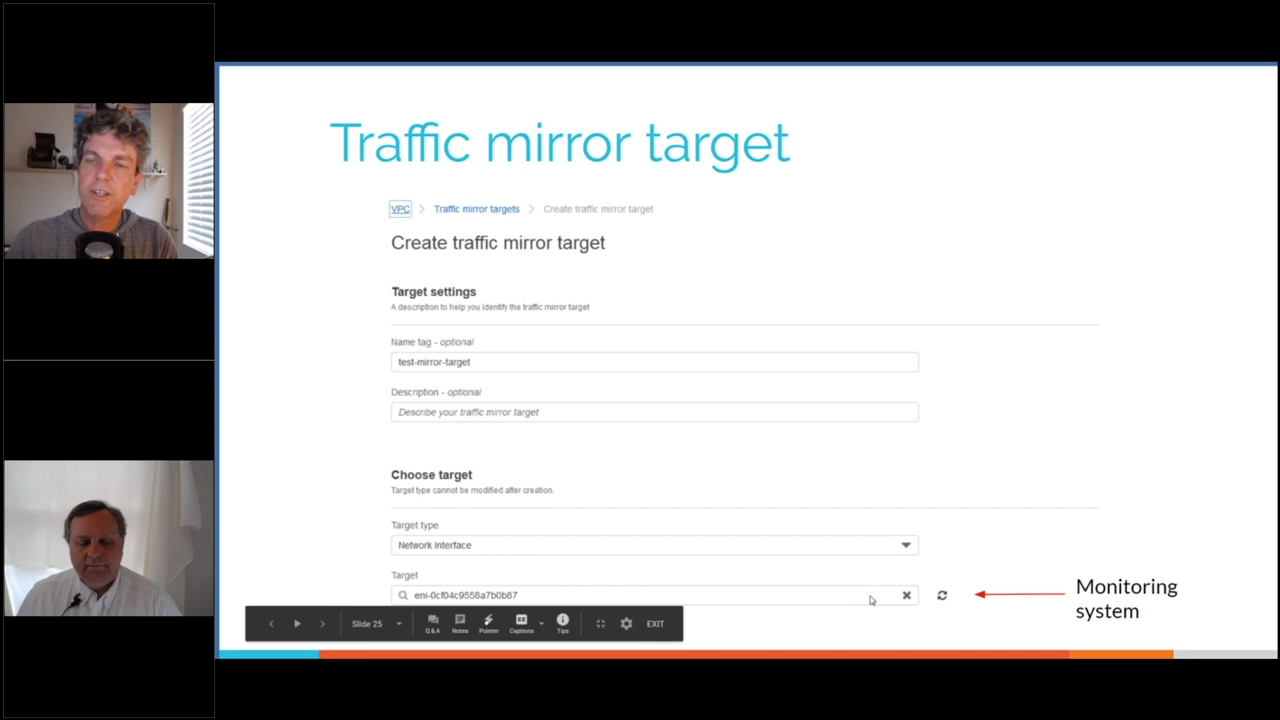 Traffic mirror target
VPC > Traffic mirror targets > Create traffic mirror target
Create traffic mirror target
Target settings
A description to help you identify the traffic mirror target
Name tag - optional
test-mirror-target
Description - optional
Describe your traffic mirror target
Choose target
Target type cannot be modified after creation.
Target type
Network Interface
Target
eni-0cf04c9558a7b0b87
Monitoring
system
Slide 25
Q & A
Notes
Pointer
Captions
Tips
EXIT